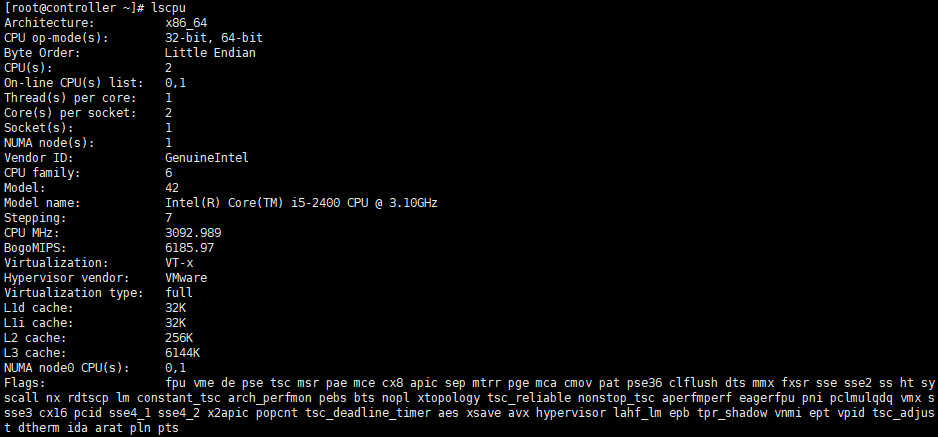 [root@controller ~]# lscpu
Architecture:          x86_64
CPU op-mode(s):        32-bit, 64-bit
Byte Order:            Little Endian
CPU(s):                2
On-line CPU(s) list:   0,1
Thread(s) per core:    1
Core(s) per socket:    2
Socket(s):             1
NUMA node(s):          1
Vendor ID:             GenuineIntel
CPU family:            6
Model:                 42
Model name:            Intel(R) Core(TM) i5-2400 CPU @ 3.10GHz
Stepping:              7
CPU MHz:               3092.989
BogoMIPS:              6185.97
Virtualization:        VT-x
Hypervisor vendor:     VMware
Virtualization type:   full
L1d cache:             32K
L1i cache:             32K
L2 cache:              256K
L3 cache:              6144K
NUMA node0 CPU(s):     0,1
Flags:                 fpu vme de pse tsc msr pae mce cx8 apic sep mtrr pge mca cmov pat pse36 clflush dts mmx fxsr sse sse2 ss ht sy
scall nx rdtscp lm constant_tsc arch_perfmon pebs bts nopl xtopology tsc_reliable nonstop_tsc aperfmperf eagerfpu pni pclmulqdq vmx s
sse3 cx16 pcid sse4_1 sse4_2 x2apic popcnt tsc_deadline_timer aes xsave avx hypervisor lahf_lm epb tpr_shadow vnmi ept vpid tsc_adjus
t dtherm ida arat pln pts